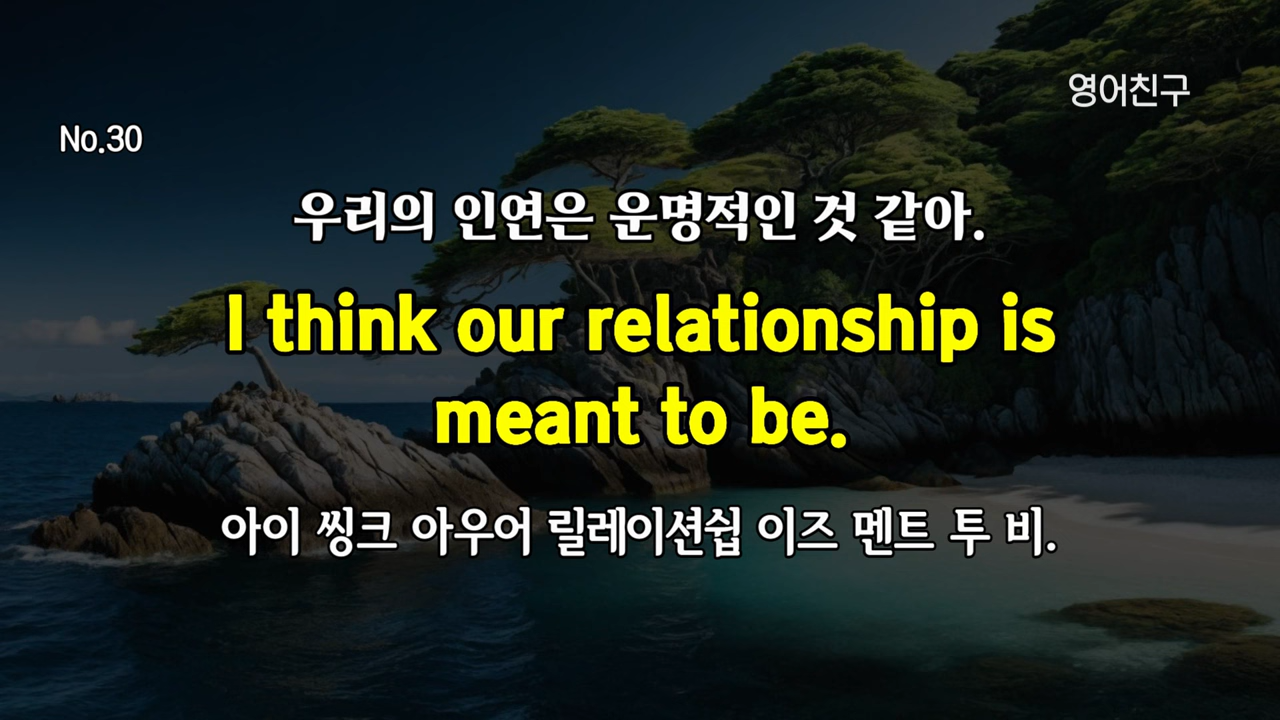 영어친구
No.30
우리의 인연은 운명적인 것 같아.
I think our relationship is
meant to be.
아이 씽크 아우어 릴레이션쉽 이즈 멘트 투 비.